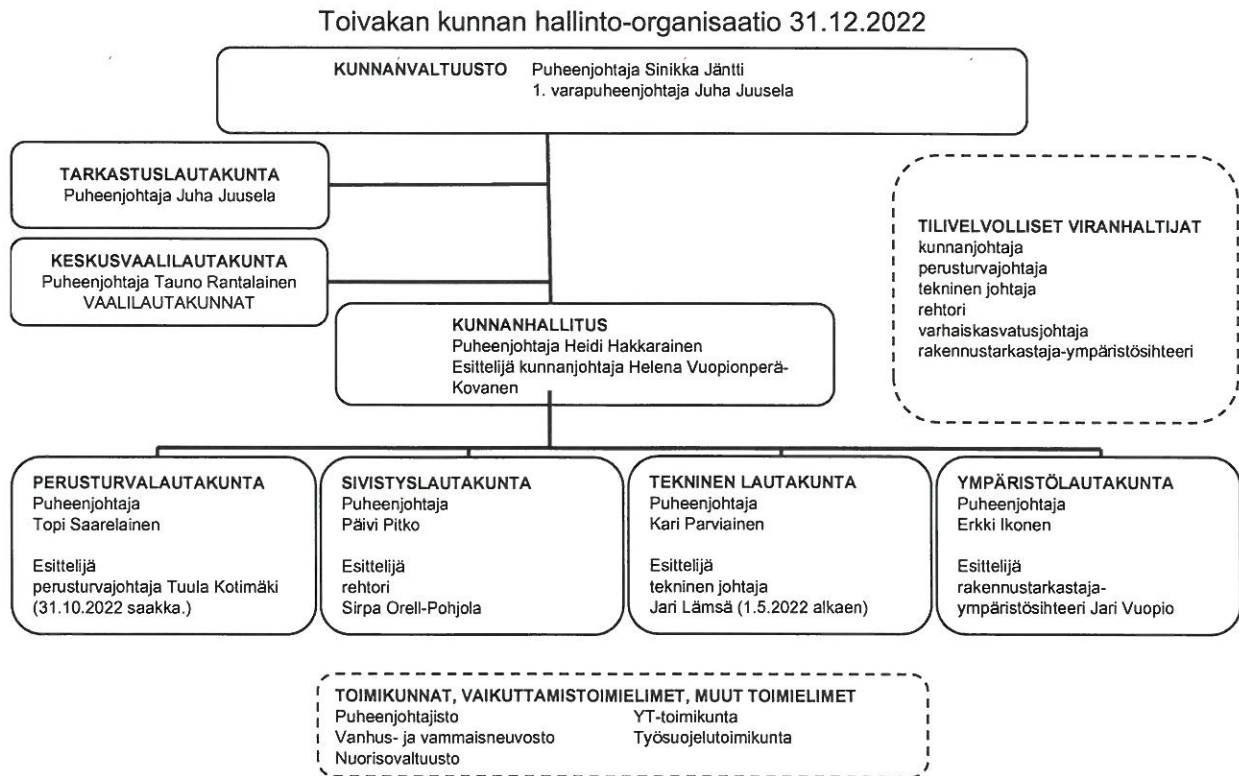 Toivakan kunnan hallinto-organisaatio 31.12.2022
KUNNANVALTUUSTO Puheenjohtaja Sinikka Jäntti
1. varapuheenjohtaja Juha Juusela
TARKASTUSLAUTAKUNTA
Puheenjohtaja Juha Juusela
KESKUSVAALILAUTAKUNTA
Puheenjohtaja Tauno Rantalainen
VAALILAUTAKUNNAT
TILIVELVOLLISET VIRANHALTIJAT
kunnanjohtaja
perusturvajohtaja
tekninen johtaja
rehtori
varhaiskasvatusjohtaja
rakennustarkastaja-ympäristösihteeri
KUNNANHALLITUS
Puheenjohtaja Heidi Hakkarainen
Esittelijä kunnanjohtaja Helena Vuopionperä-
Kovanen
PERUSTURVALAUTAKUNTA
Puheenjohtaja
Topi Saarelainen
Esittelijä
perusturvajohtaja Tuula Kotimäki
(31.10.2022 saakka.)
SIVISTYSLAUTAKUNTA
Puheenjohtaja
Päivi Pitko
Esittelijä
rehtori
Sirpa Orell-Pohjola
TEKNINEN LAUTAKUNTA
Puheenjohtaja
Kari Parviainen
Esittelijä
tekninen johtaja
Jari Lämsä (1.5.2022 alkaen)
YMPÄRISTÖLAUTAKUNTA
Puheenjohtaja
Erkki Ikonen
Esittelijä
rakennustarkastaja-
ympäristösihteeri Jari Vuopio
TOIMIKUNNAT, VAIKUTTAMISTOIMIELIMET, MUUT TOIMIELIMET
Puheenjohtajisto YT-toimikunta
Vanhus- ja vammaisneuvosto Työsuojelutoimikunta
Nuorisovaltuusto